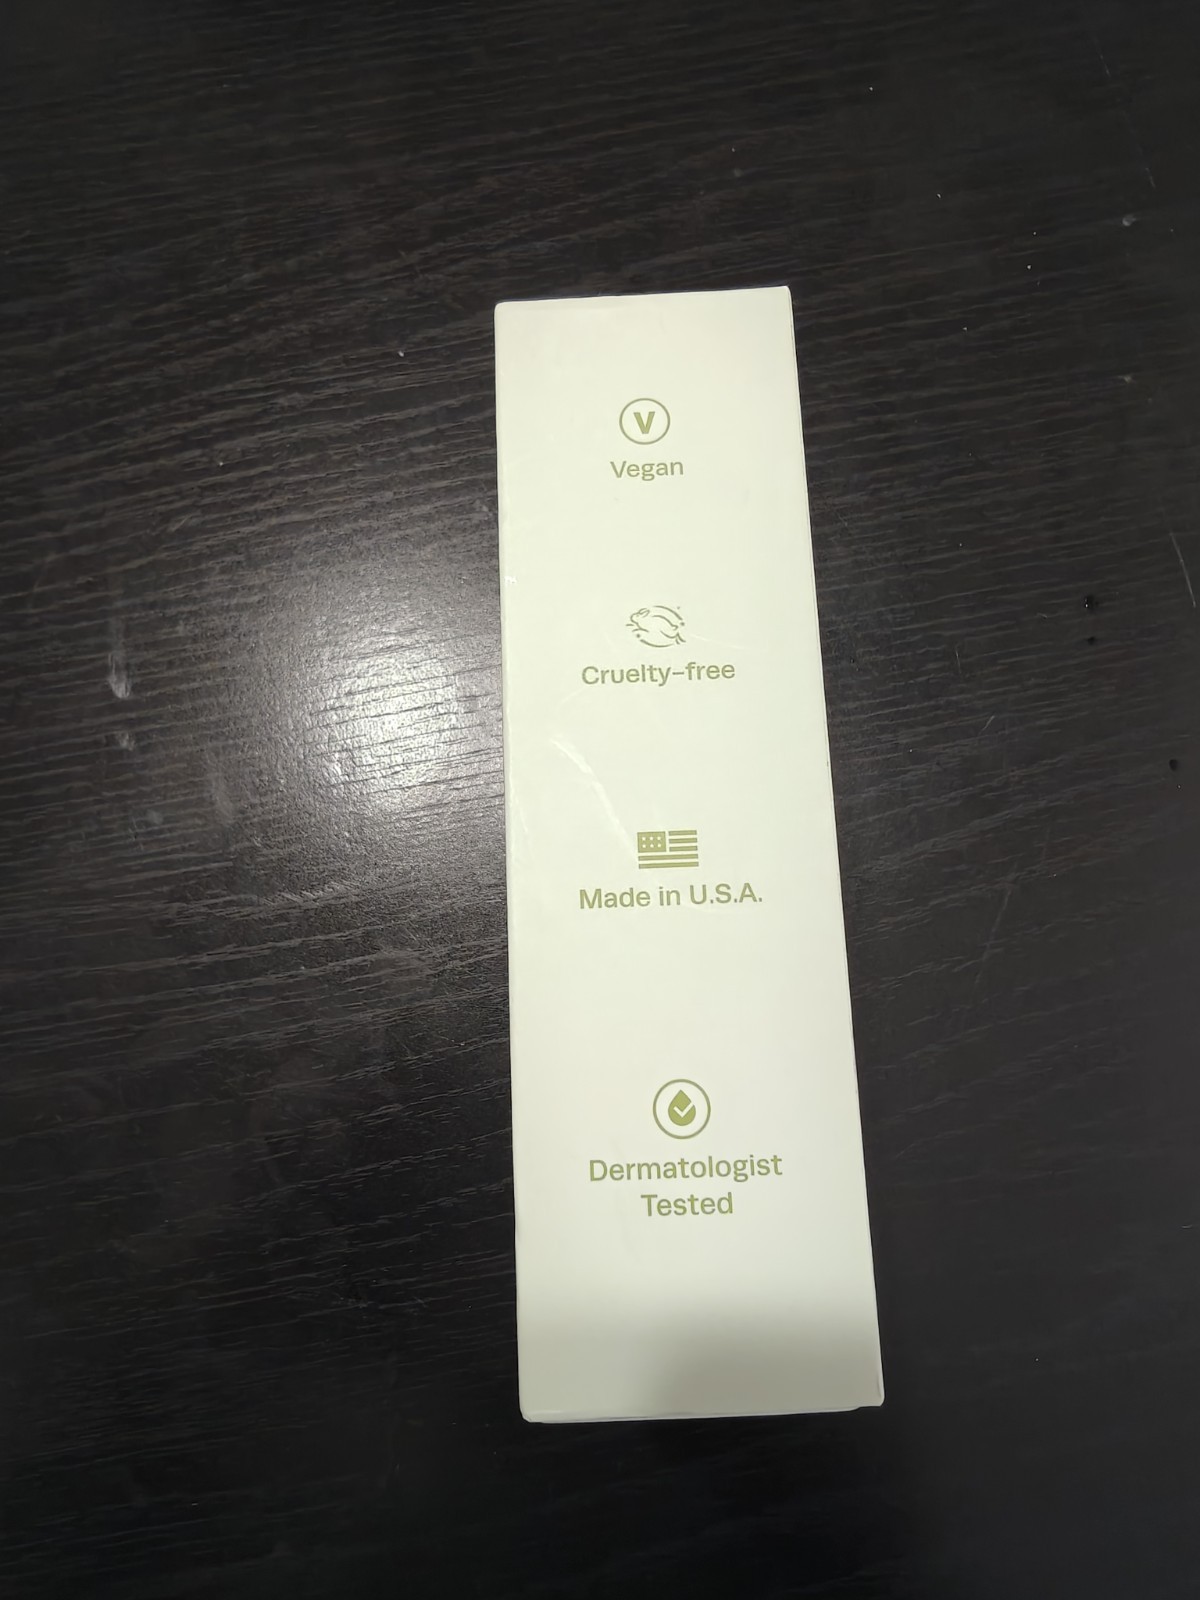 V
Vegan
Cruelty-free
Made in U.S.A.
Dermatologist
Tested